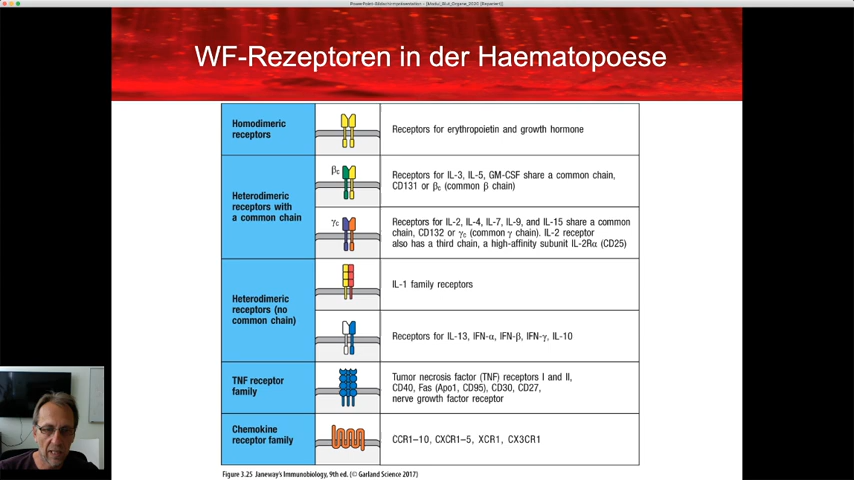 PowerPoint-Bildschirmpräsentation - [Modul_Blut_Organe_2020 [Repariert]]
WF-Rezeptoren in der Haematopoese
Homodimeric
receptors
Receptors for erythropoietin and growth hormone
Heterodimeric
receptors with
a common chain
βc
Receptors for IL-3, IL-5, GM-CSF share a common chain,
CD131 or βc (common β chain)
γc
Receptors for IL-2, IL-4, IL-7, IL-9, and IL-15 share a common
chain, CD132 or γc (common γ chain). IL-2 receptor
also has a third chain, a high-affinity subunit IL-2Rα (CD25)
Heterodimeric
receptors (no
common chain)
IL-1 family receptors
Receptors for IL-13, IFN-α, IFN-β, IFN-γ, IL-10
TNF receptor
family
Tumor necrosis factor (TNF) receptors I and II,
CD40, Fas (Apo1, CD95), CD30, CD27,
nerve growth factor receptor
Chemokine
receptor family
CCR1–10, CXCR1–5, XCR1, CX3CR1
Figure 3.25 Janeway's Immunobiology, 9th ed. (© Garland Science 2017)